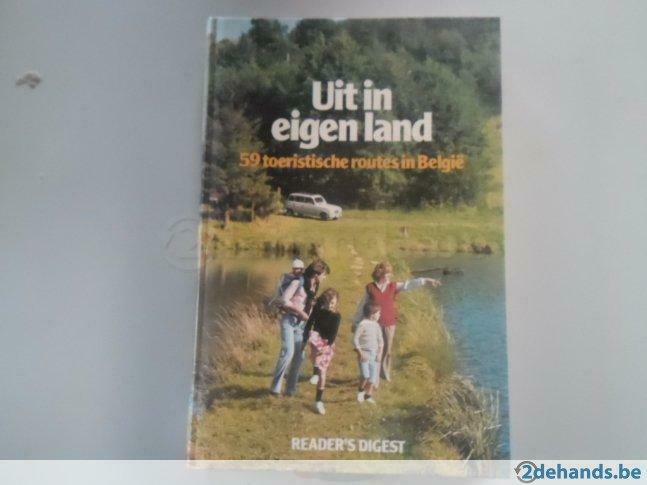 Uit in
eigen land
59 toeristische routes in België
READER'S DIGEST
2dehands.be